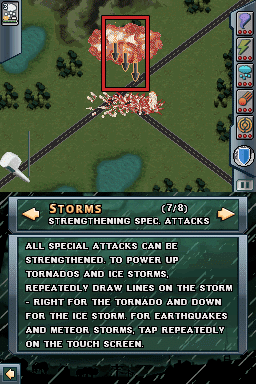 3
STORMS (7/8)
STRENGTHENING SPEC. ATTACKS
ALL SPECIAL ATTACKS CAN BE
STRENGTHENED. TO POWER UP
TORNADOS AND ICE STORMS,
REPEATEDLY DRAW LINES ON THE STORM
- RIGHT FOR THE TORNADO AND DOWN
FOR THE ICE STORM. FOR EARTHQUAKES
AND METEOR STORMS, TAP REPEATEDLY
ON THE TOUCH SCREEN.